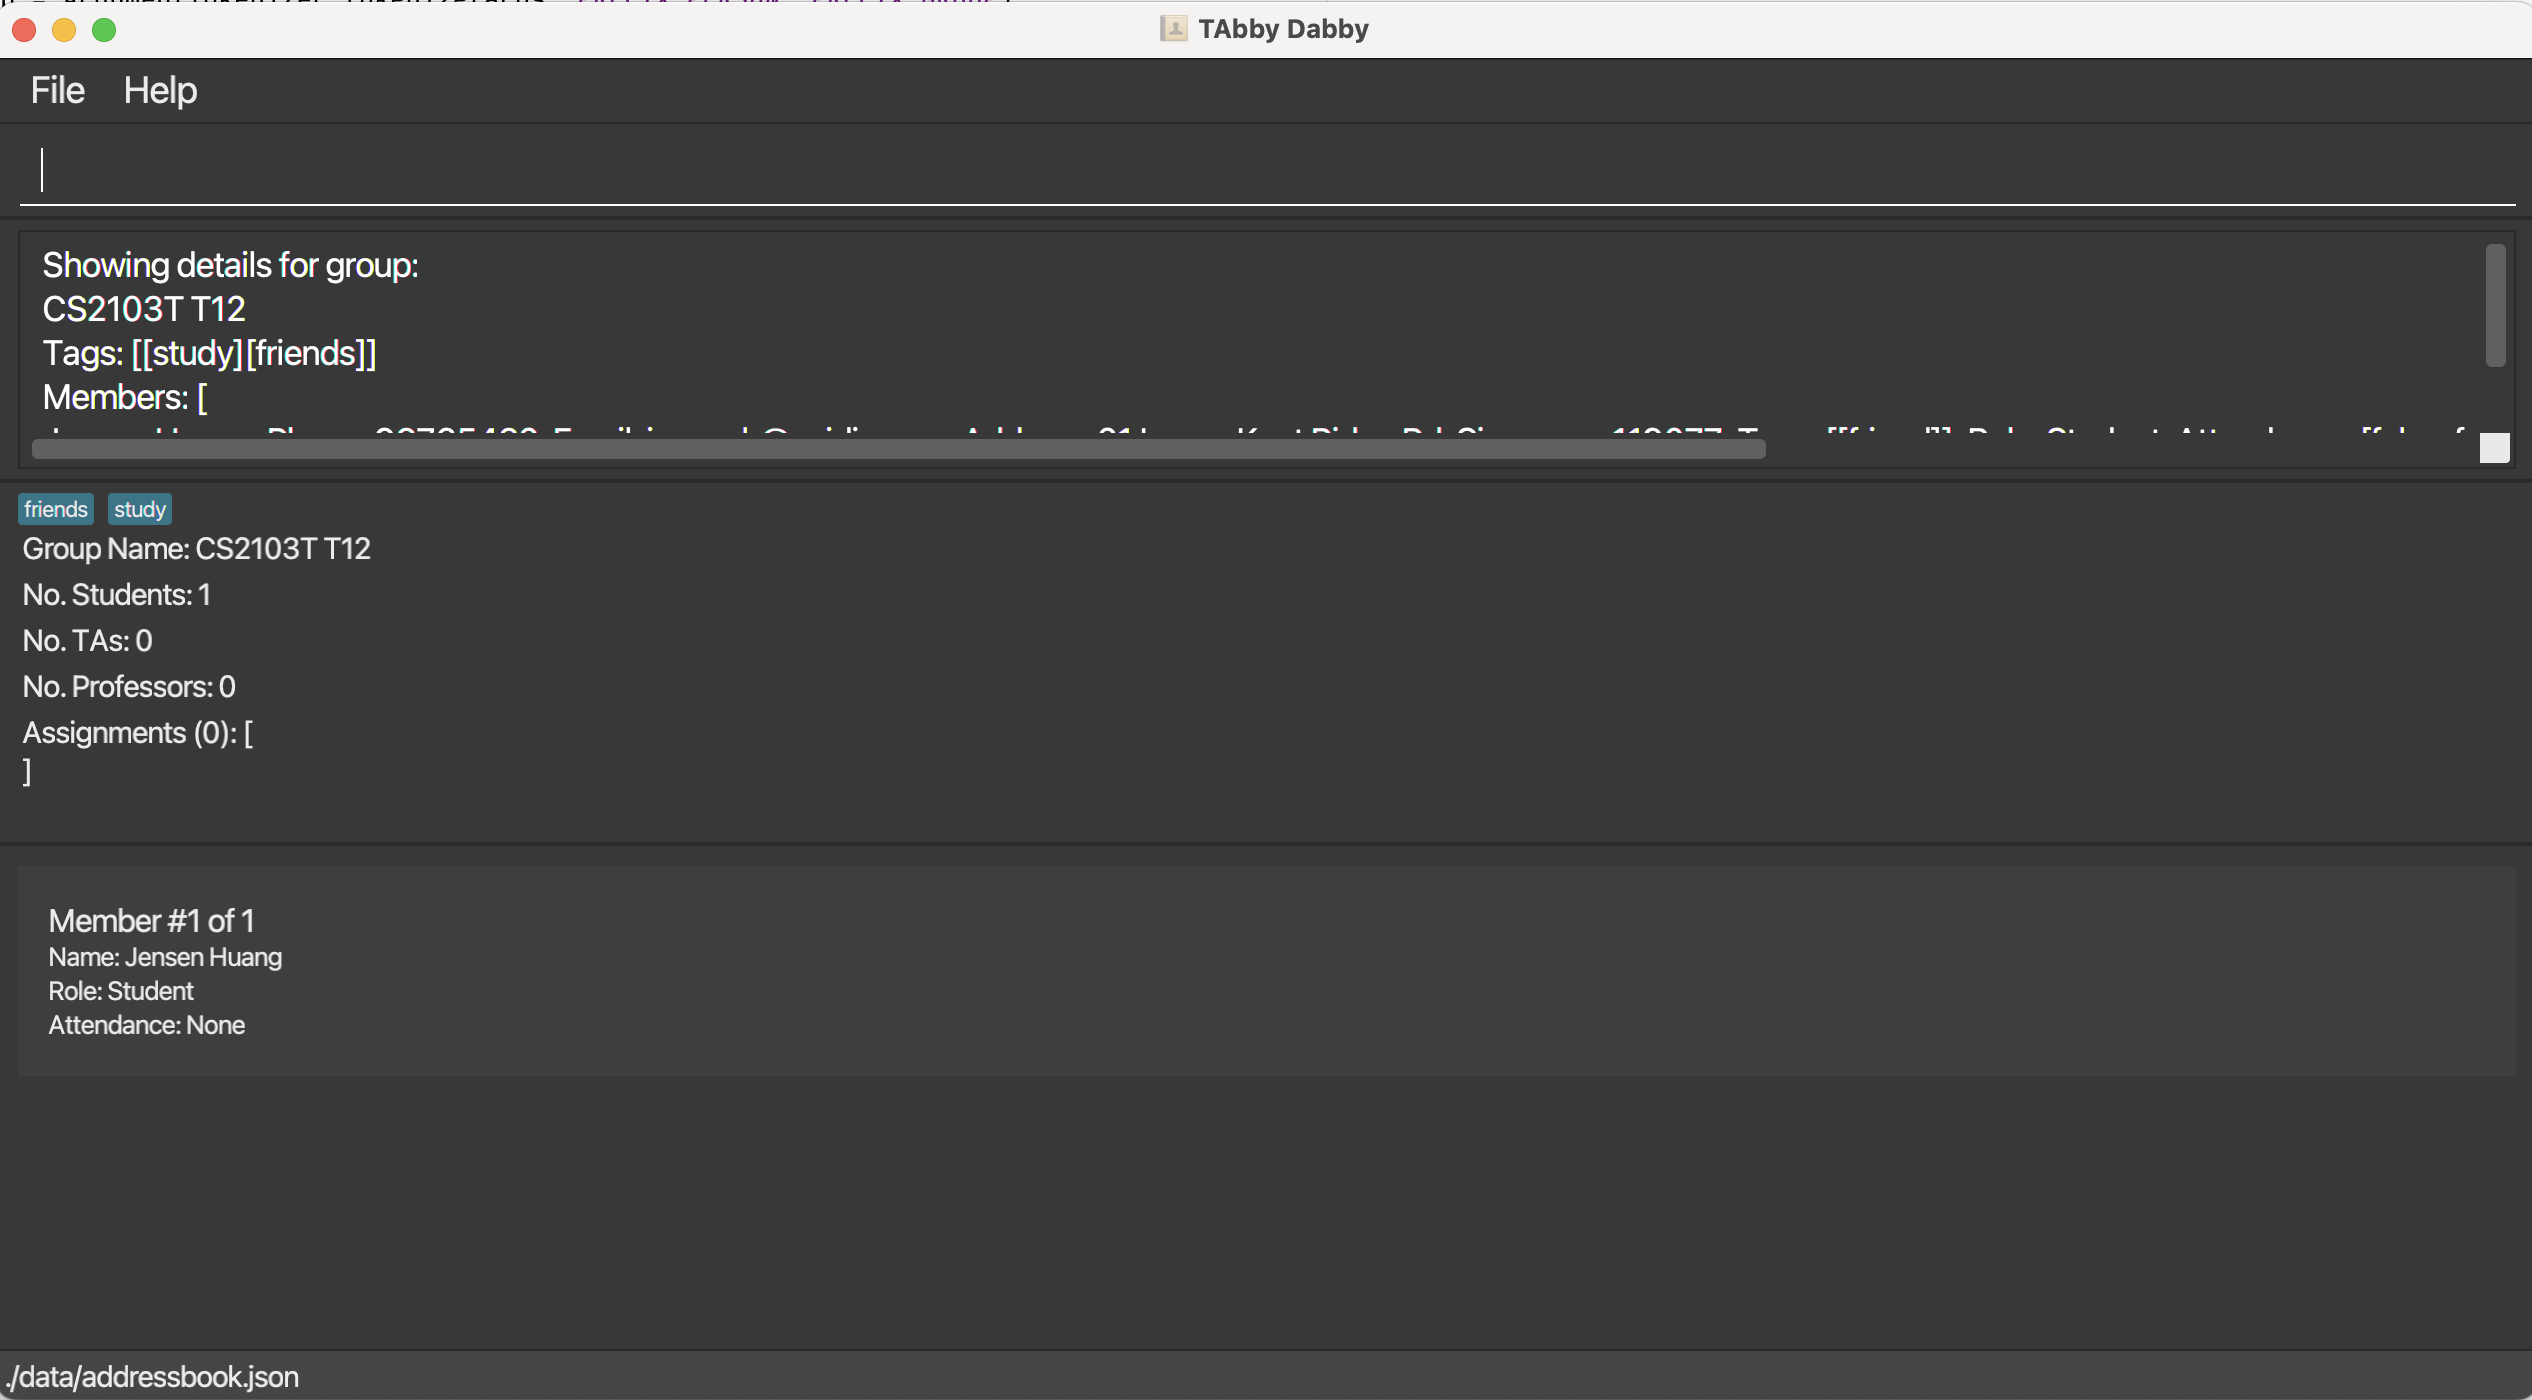 TAbby Dabby
File Help
Showing details for group:
CS2103T T12
Tags: [[study][friends]]
Members: [
friends study
Group Name: CS2103T T12
No. Students: 1
No. TAs: 0
No. Professors: 0
Assignments (0): [
]
Member #1 of 1
Name: Jensen Huang
Role: Student
Attendance: None
./data/addressbook.json